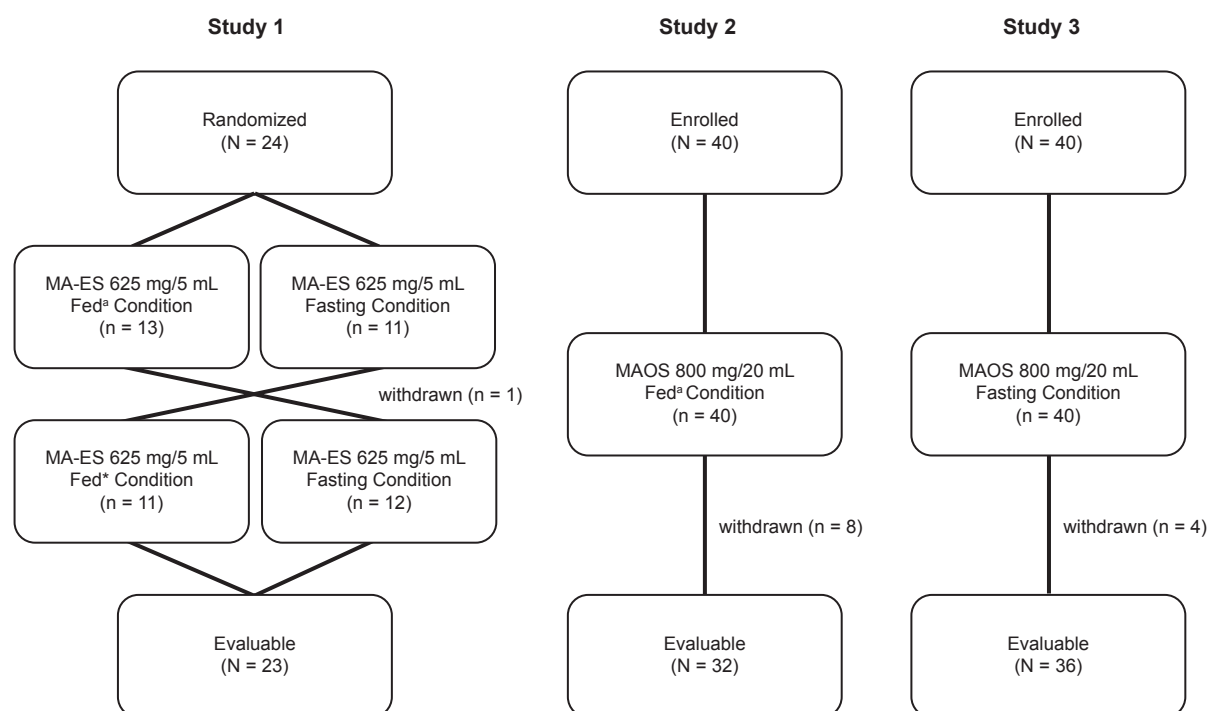 Study 1
Randomized
(N = 24)
MA-ES 625 mg/5 mL
Fedᵃ Condition
(n = 13)
MA-ES 625 mg/5 mL
Fasting Condition
(n = 11)
withdrawn (n = 1)
MA-ES 625 mg/5 mL
Fed* Condition
(n = 11)
MA-ES 625 mg/5 mL
Fasting Condition
(n = 12)
Evaluable
(N = 23)
Study 2
Enrolled
(N = 40)
MAOS 800 mg/20 mL
Fedᵃ Condition
(n = 40)
withdrawn (n = 8)
Evaluable
(N = 32)
Study 3
Enrolled
(N = 40)
MAOS 800 mg/20 mL
Fasting Condition
(n = 40)
withdrawn (n = 4)
Evaluable
(N = 36)